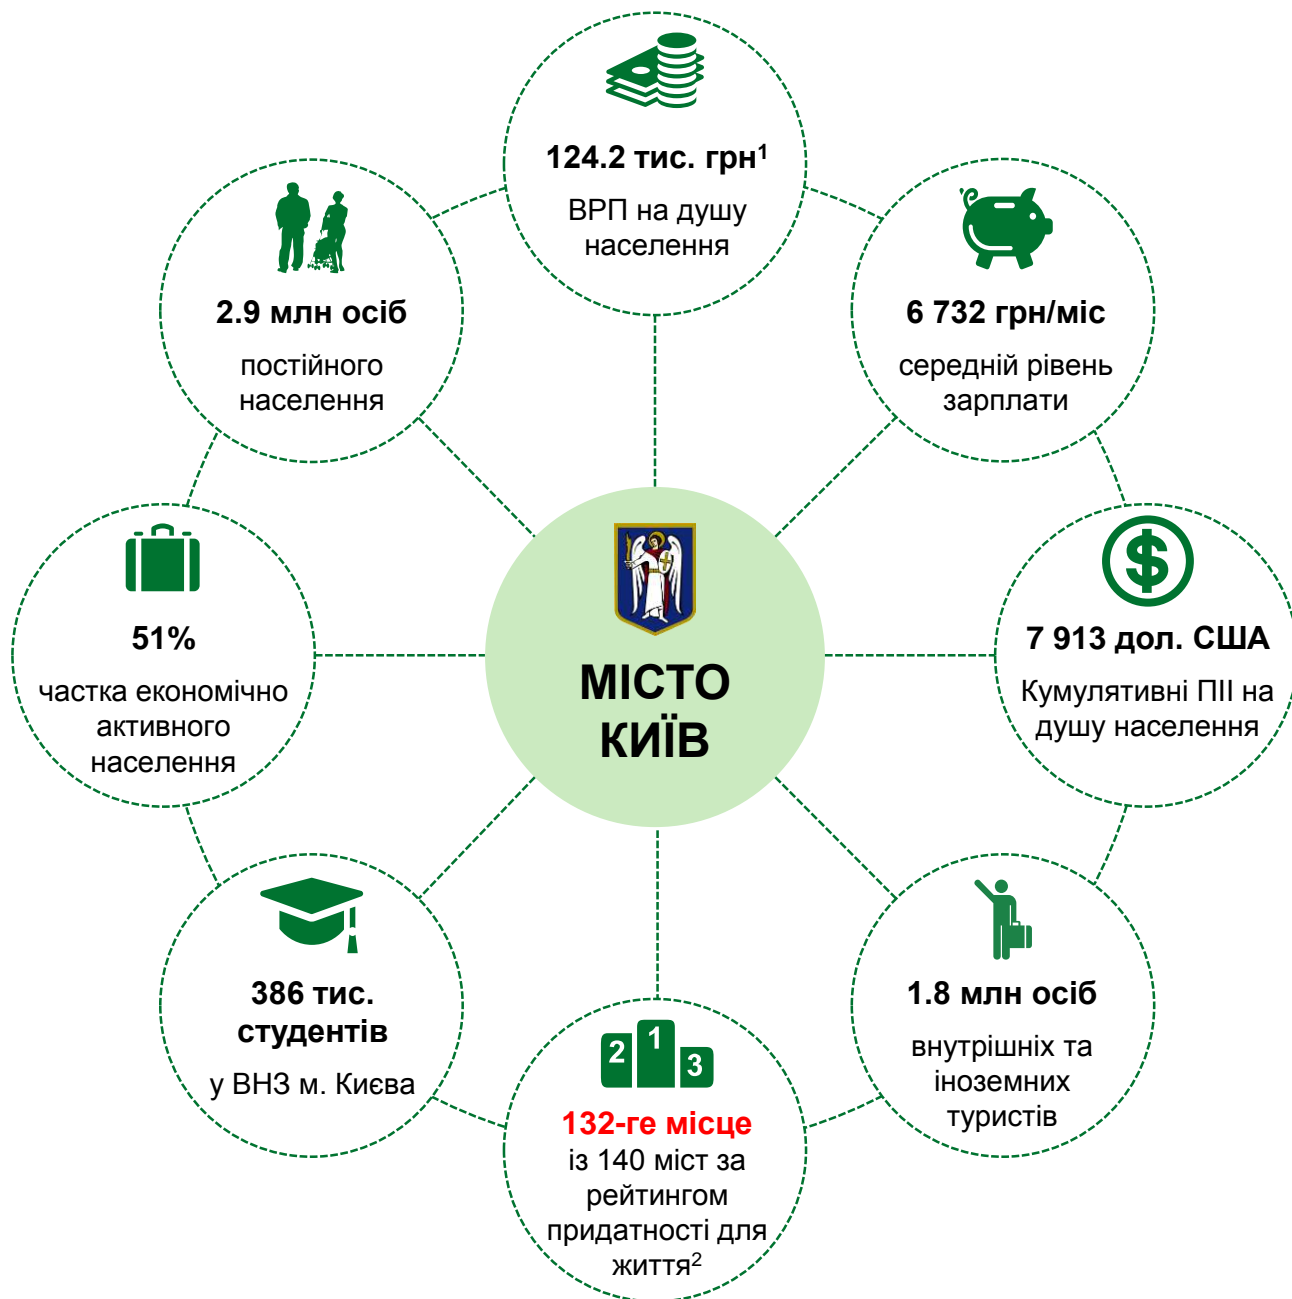 124.2 тис. грн¹
ВРП на душу
населення
6 732 грн/міс
середній рівень
зарплати
7 913 дол. США
Кумулятивні ПІІ на
душу населення
1.8 млн осіб
внутрішніх та
іноземних
туристів
2 1 3
132-ге місце
із 140 міст за
рейтингом
придатності для
життя²
386 тис.
студентів
у ВНЗ м. Києва
51%
частка економічно
активного
населення
2.9 млн осіб
постійного
населення
МІСТО
КИЇВ